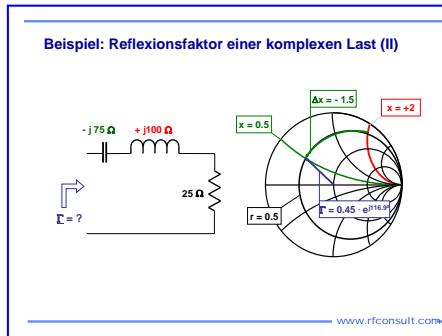 Beispiel: Reflexionsfaktor einer komplexen Last (II)
- j 75 Ω
+ j100 Ω
25 Ω
Γ = ?
Δx = - 1.5
x = 0.5
x = +2
r = 0.5
Γ = 0.45 · e^j116.9°
www.rfconsult.com